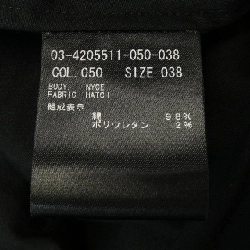 03-4205511-050-038
COL. 050 SIZE 038
BODY NYCE
FABRIC HATCI
組成表示
綿 98%
ポリウレタン 2%